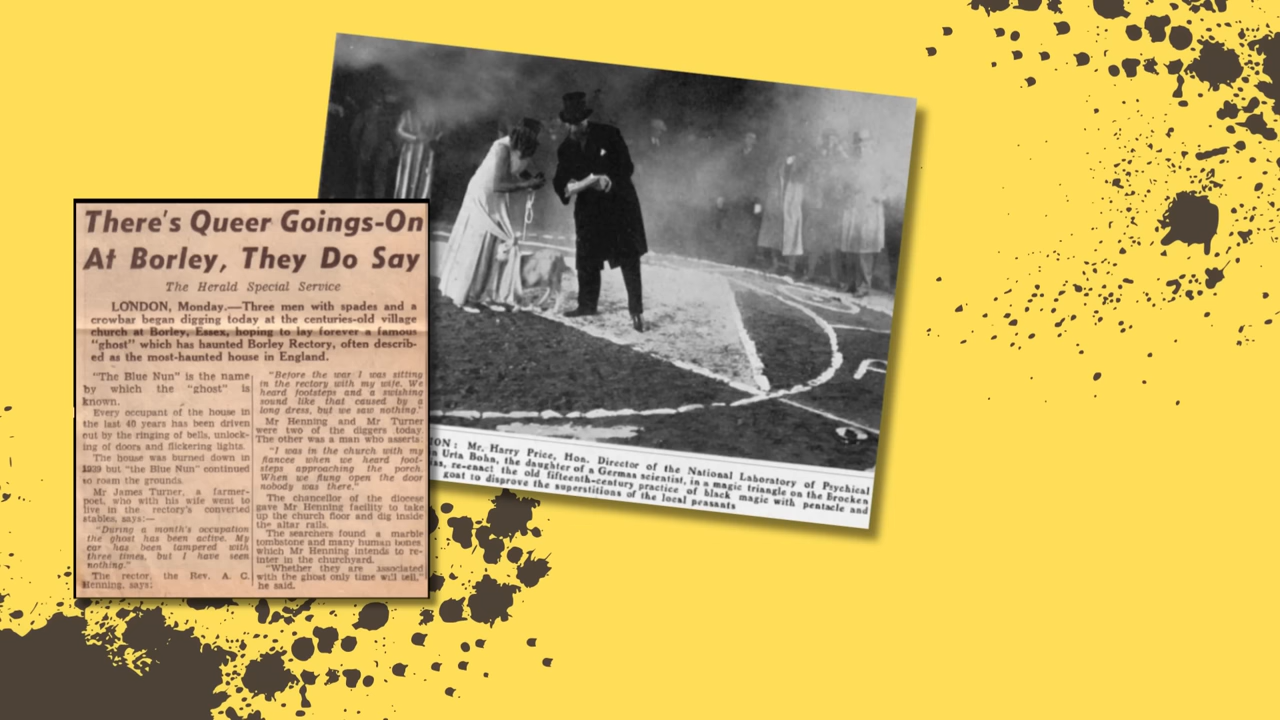 There's Queer Goings-On
At Borley, They Do Say
The Herald Special Service
LONDON, Monday.—Three men with spades and a
crowbar began digging today at the centuries-old village
church at Borley, Essex, hoping to lay forever a famous
"ghost" which has haunted Borley Rectory, often describ-
ed as the most-haunted house in England.
"The Blue Nun" is the name
by which the "ghost" is
known.
Every occupant of the house in
the last 40 years has been driven
out by the ringing of bells, unlock-
ing of doors and flickering lights.
The house was burned down in
1939 but "the Blue Nun" continued
to roam the grounds.
Mr James Turner, a farmer-
poet, who with his wife went to
live in the rectory's converted
stables, says:—
"During a month's occupation
the ghost has been active. My
car has been tampered with
three times, but I have seen
nothing."
The rector, the Rev. A. C.
Henning, says:
"Before the war I was sitting
in the rectory with my wife. We
heard footsteps and a swishing
sound like that caused by a
long dress, but we saw nothing."
Mr Henning and Mr Turner
were two of the diggers today.
The other was a man who asserts:
"I was in the church with my
fiancee when we heard foot-
steps approaching the porch.
When we flung open the door
nobody was there."
The chancellor of the diocese
gave Mr Henning facility to take
up the church floor and dig inside
the altar rails.
The searchers found a marble
tombstone and many human bones
which Mr Henning intends to re-
inter in the churchyard.
"Whether they are associated
with the ghost only time will tell,"
he said.
ION: Mr. Harry Price, Hon. Director of the National Laboratory of Psychical
n Urta Bohn, the daughter of a German scientist, in a magic triangle on the Brocken
re-enact the old fifteenth-century practice of black magic with pentacle and
goat to disprove the superstitions of the local peasants